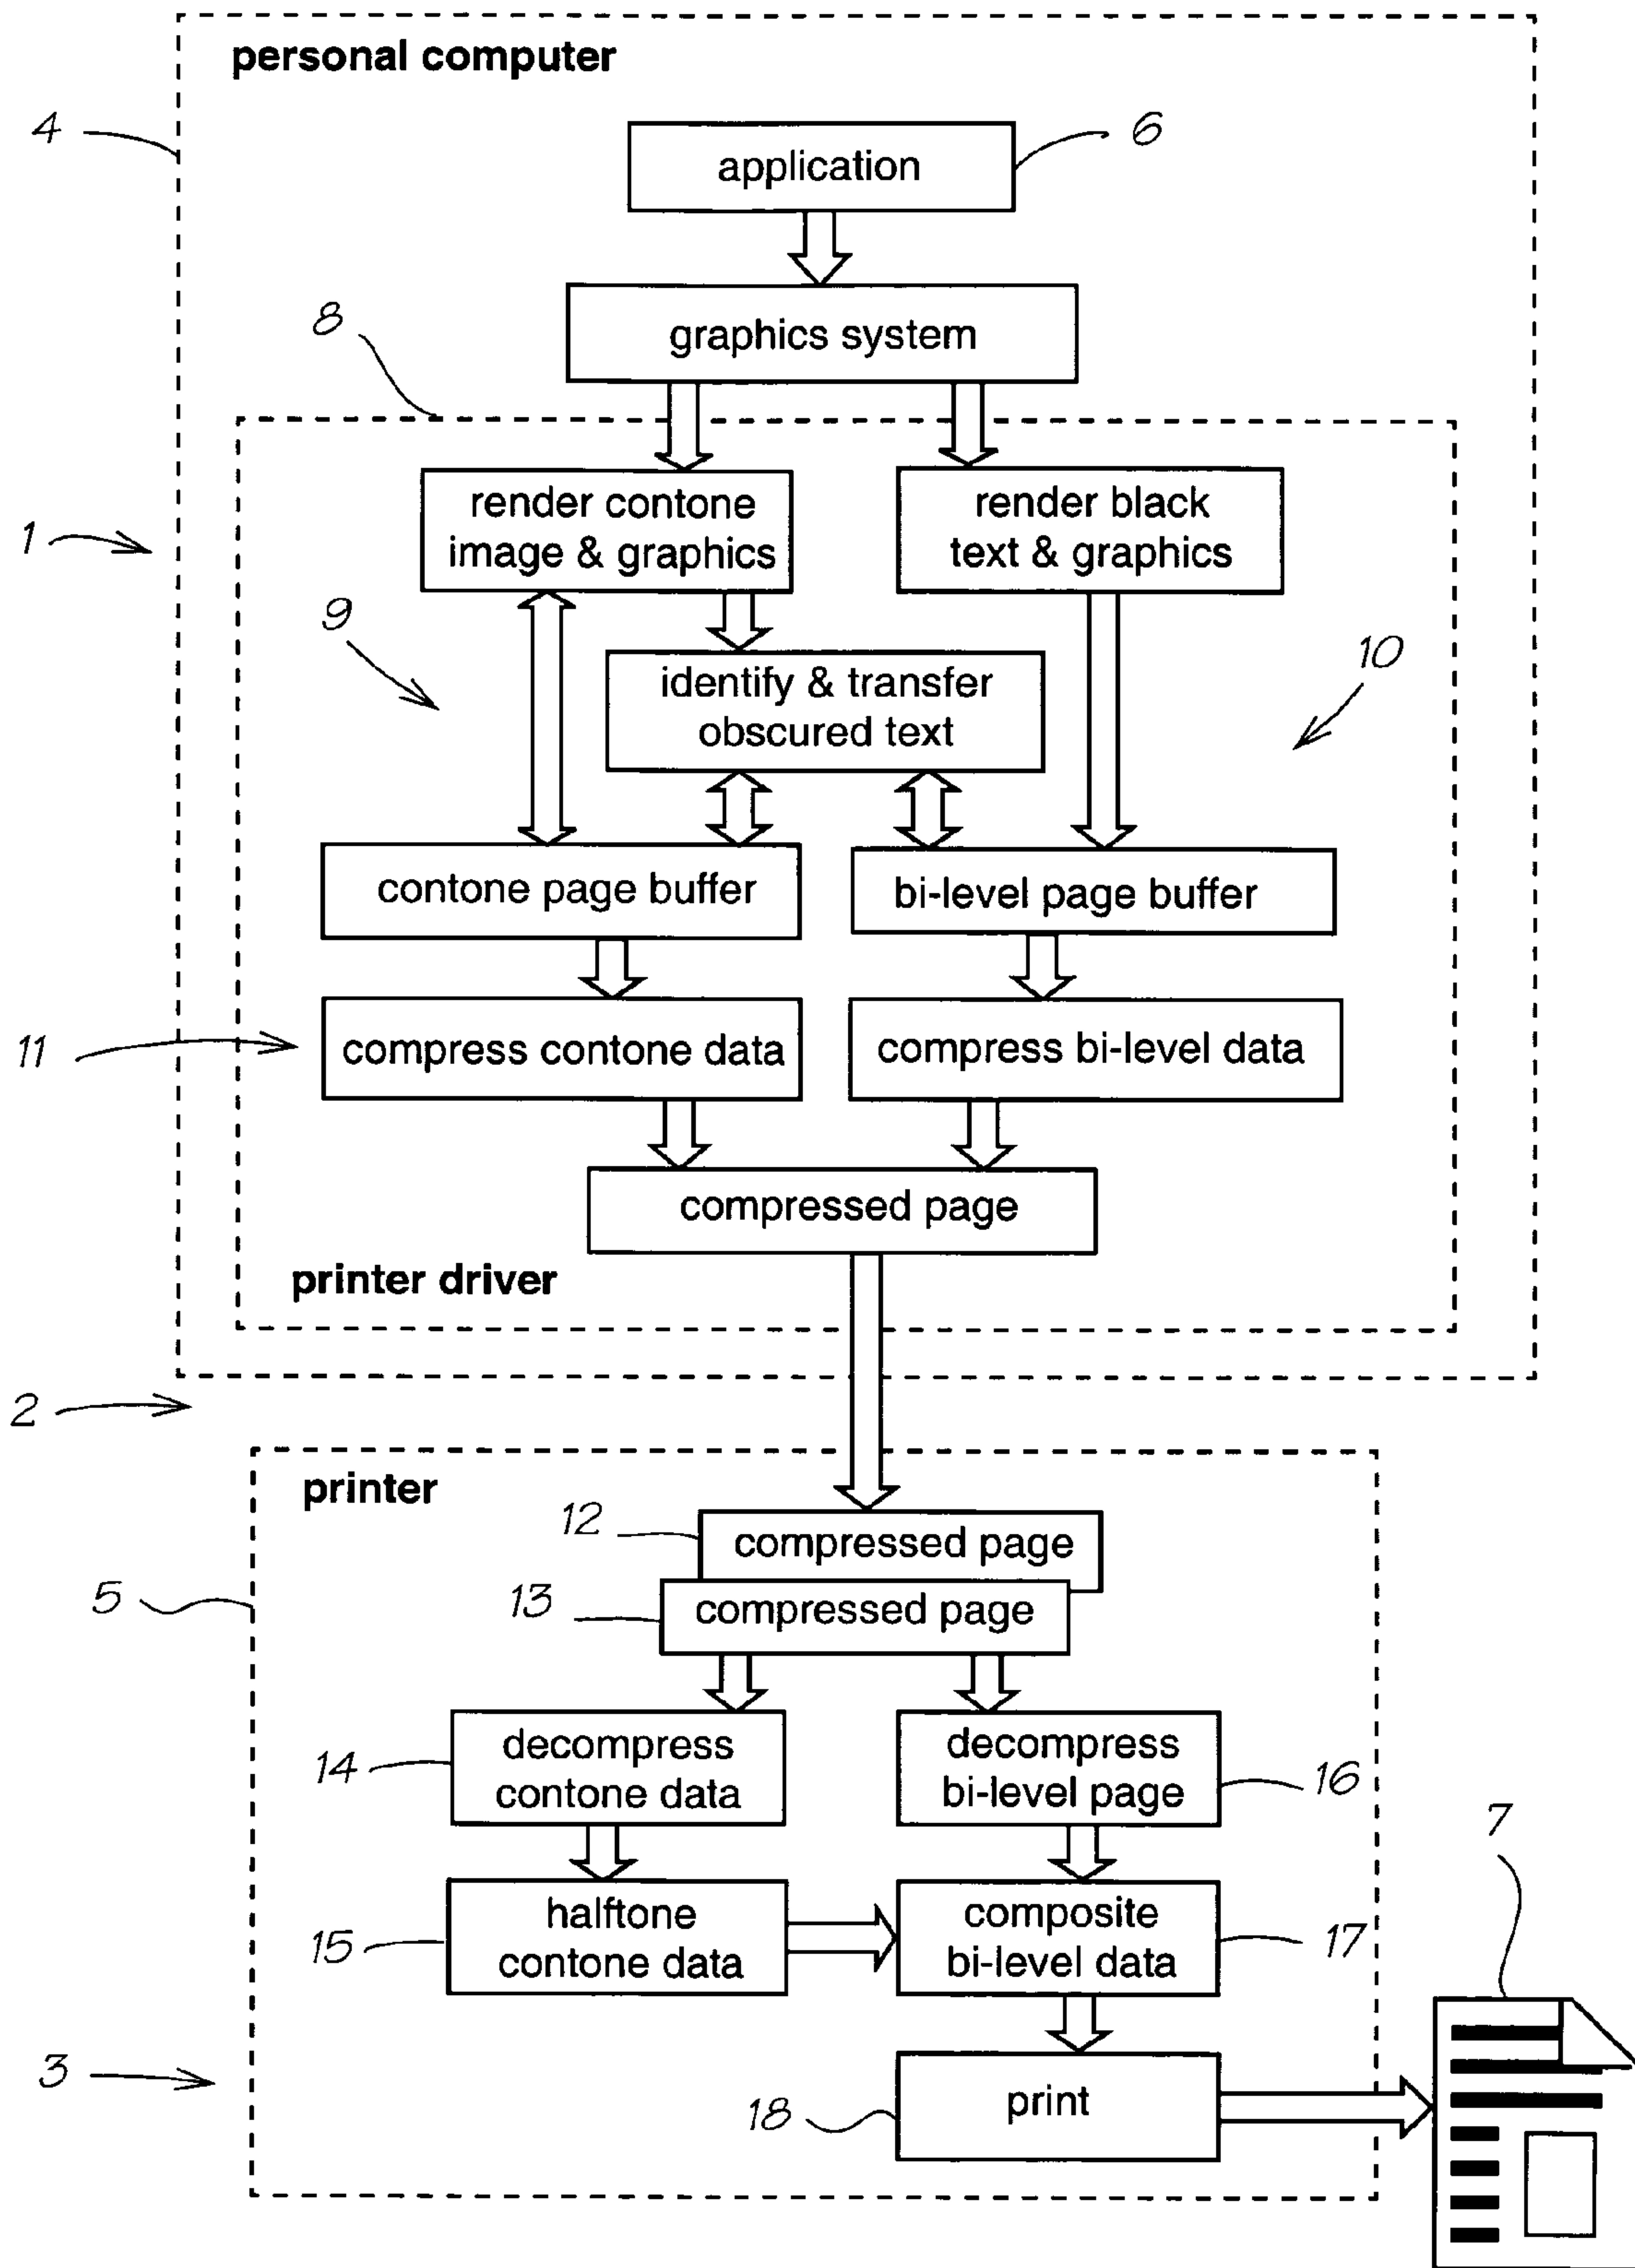 personal computer
4
6
application
8
graphics system
1
render contone
image & graphics
render black
text & graphics
9
10
identify & transfer
obscured text
contone page buffer
bi-level page buffer
11
compress contone data
compress bi-level data
compressed page
printer driver
2
printer
12
compressed page
5
13
compressed page
14
decompress
contone data
decompress
bi-level page
16
7
15
halftone
contone data
composite
bi-level data
17
3
18
print